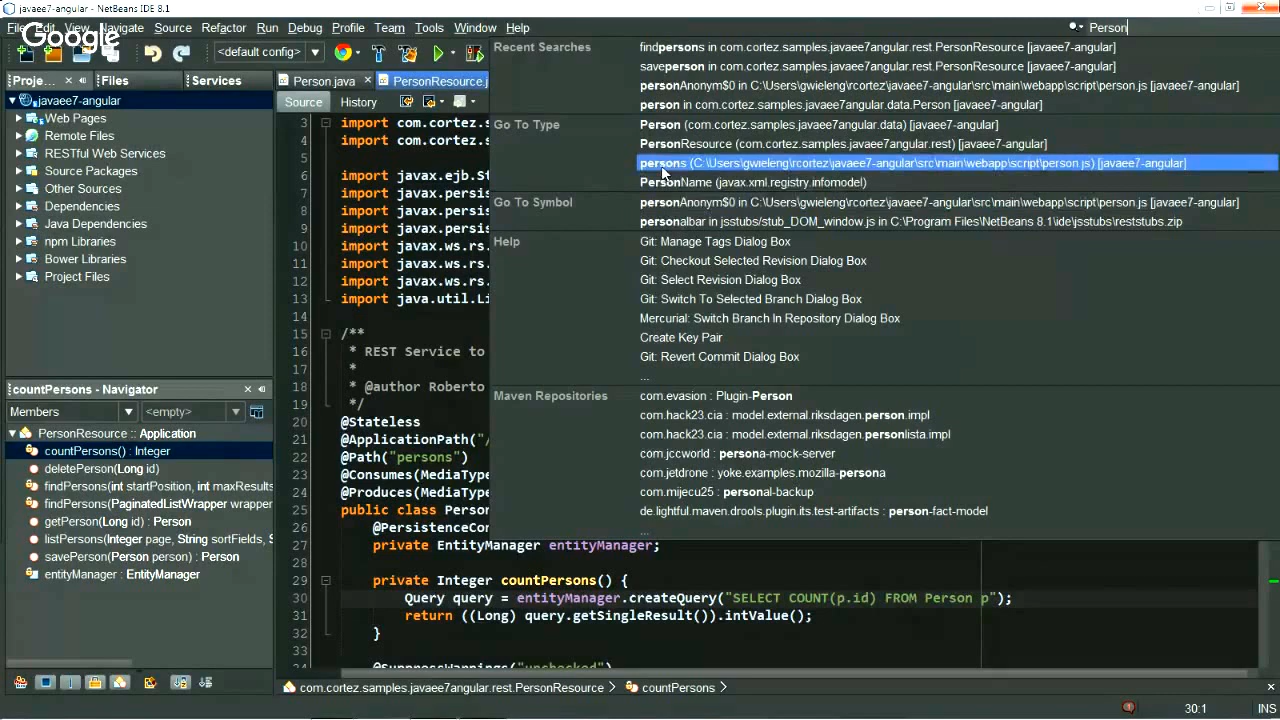 javaee7-angular - NetBeans IDE 8.1
File Edit View Navigate Source Refactor Run Debug Profile Team Tools Window Help
Person
Google
<default config>
Proje... Files Services
Person.java PersonResource.j
Source History
javaee7-angular
Web Pages
Remote Files
RESTful Web Services
Source Packages
Other Sources
Dependencies
Java Dependencies
npm Libraries
Bower Libraries
Project Files
countPersons - Navigator
Members <empty>
PersonResource :: Application
countPersons() : Integer
deletePerson(Long id)
findPersons(int startPosition, int maxResults
findPersons(PaginatedListWrapper wrapper
getPerson(Long id) : Person
listPersons(Integer page, String sortFields, S
savePerson(Person person) : Person
entityManager : EntityManager
3 import com.cortez.s
4 import com.cortez.s
5
6 import javax.ejb.St
7 import javax.persis
8 import javax.persis
9 import javax.persis
10 import javax.ws.rs.
11 import javax.ws.rs.
12 import javax.ws.rs.
13 import java.util.Li
14
15 /**
16 * REST Service to
17 *
18 * @author Roberto
19 */
20 @Stateless
21 @ApplicationPath("/
22 @Path("persons")
23 @Consumes(MediaType
24 @Produces(MediaType
25 public class Person
26 @PersistenceCon
27 private EntityManager entityManager;
28
29 private Integer countPersons() {
30 Query query = entityManager.createQuery("SELECT COUNT(p.id) FROM Person p");
31 return ((Long) query.getSingleResult()).intValue();
32 }
33
34 @SuppressWarnings("unchecked")
Recent Searches
findpersons in com.cortez.samples.javaee7angular.rest.PersonResource [javaee7-angular]
saveperson in com.cortez.samples.javaee7angular.rest.PersonResource [javaee7-angular]
personAnonym$0 in C:\Users\gwieleng\rcortez\javaee7-angular\src\main\webapp\script\person.js [javaee7-angular]
person in com.cortez.samples.javaee7angular.data.Person [javaee7-angular]
Go To Type
Person (com.cortez.samples.javaee7angular.data) [javaee7-angular]
PersonResource (com.cortez.samples.javaee7angular.rest) [javaee7-angular]
persons (C:\Users\gwieleng\rcortez\javaee7-angular\src\main\webapp\script\person.js) [javaee7-angular]
PersonName (javax.xml.registry.infomodel)
Go To Symbol
personAnonym$0 in C:\Users\gwieleng\rcortez\javaee7-angular\src\main\webapp\script\person.js [javaee7-angular]
personalbar in jsstubs/stub_DOM_window.js in C:\Program Files\NetBeans 8.1\ide\jsstubs\reststubs.zip
Help
Git: Manage Tags Dialog Box
Git: Checkout Selected Revision Dialog Box
Git: Select Revision Dialog Box
Git: Switch To Selected Branch Dialog Box
Mercurial: Switch Branch In Repository Dialog Box
Create Key Pair
Git: Revert Commit Dialog Box
...
Maven Repositories
com.evasion : Plugin-Person
com.hack23.cia : model.external.riksdagen.person.impl
com.hack23.cia : model.external.riksdagen.personlista.impl
com.jccworld : persona-mock-server
com.jetdrone : yoke.examples.mozilla-persona
com.mijecu25 : personal-backup
de.lightful.maven.drools.plugin.its.test-artifacts : person-fact-model
...
com.cortez.samples.javaee7angular.rest.PersonResource countPersons
30:1 INS